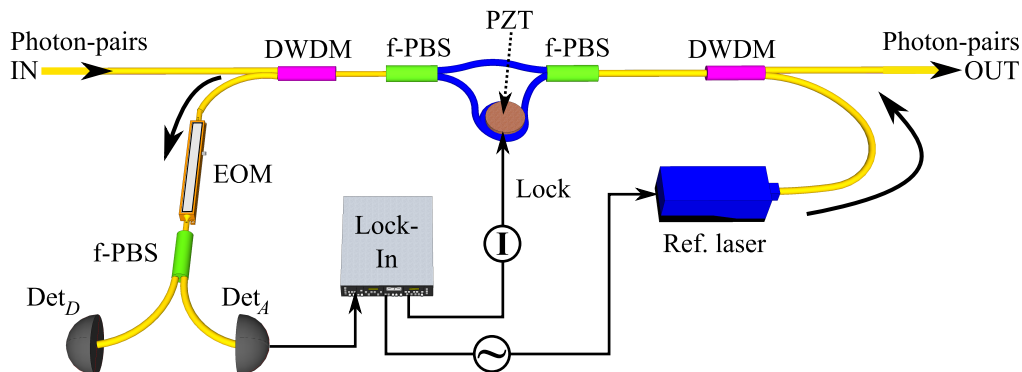 Photon-pairs
IN
DWDM
f-PBS
PZT
f-PBS
DWDM
Photon-pairs
OUT
EOM
Lock
Lock-
In
Ref. laser
I
f-PBS
Det_D
Det_A
~